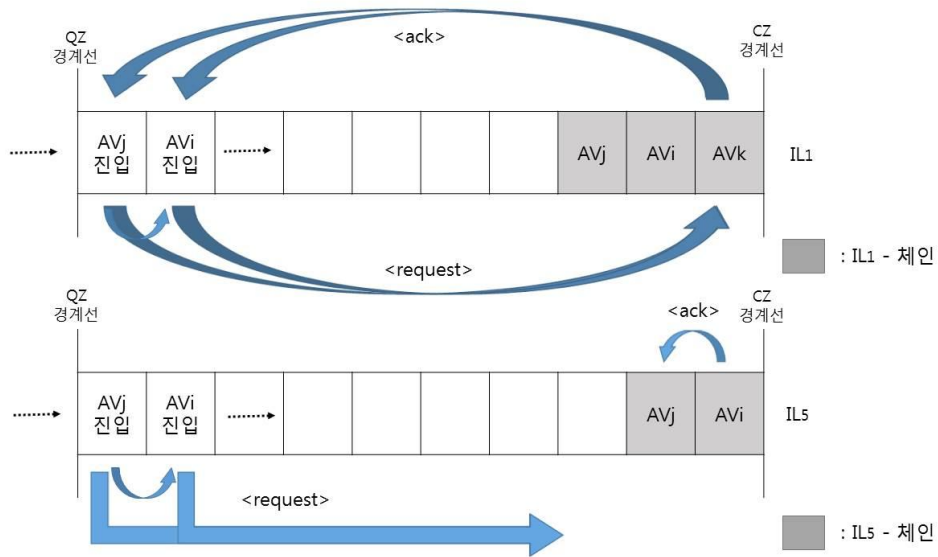 QZ
경계선
<ack>
CZ
경계선
AVj
진입
AVi
진입
AVj
AVi
AVk
IL1
<request>
: IL1 - 체인
QZ
경계선
<ack>
CZ
경계선
AVj
진입
AVi
진입
AVj
AVi
IL5
<request>
: IL5 - 체인